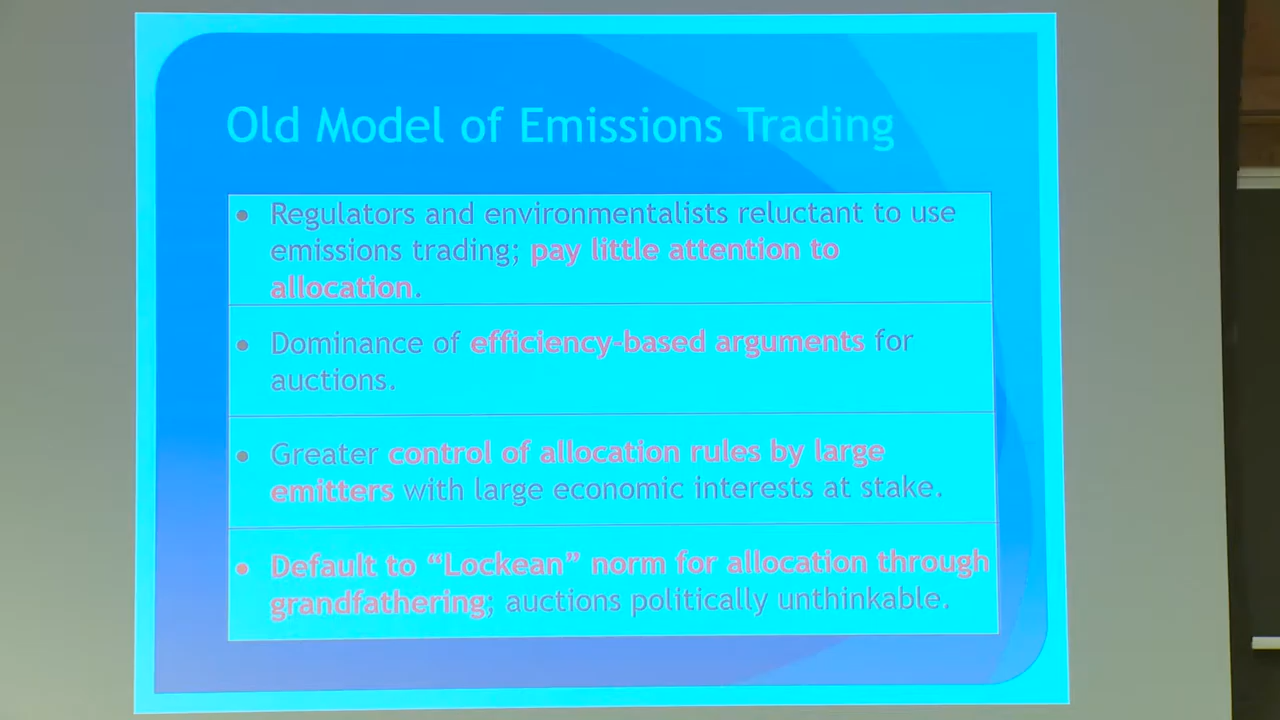 Old Model of Emissions Trading
• Regulators and environmentalists reluctant to use
emissions trading; pay little attention to
allocation.
• Dominance of efficiency-based arguments for
auctions.
• Greater control of allocation rules by large
emitters with large economic interests at stake.
• Default to “Lockean” norm for allocation through
grandfathering; auctions politically unthinkable.